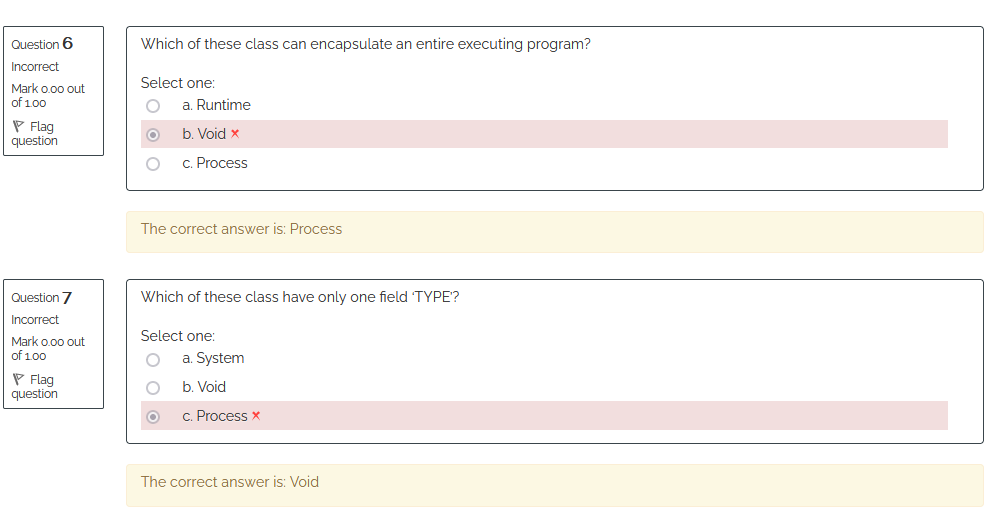 Question 6
Incorrect
Mark 0.00 out
of 1.00
Flag
question
Which of these class can encapsulate an entire executing program?
Select one:
a. Runtime
b. Void
c. Process
The correct answer is: Process
Question 7
Incorrect
Mark 0.00 out
of 1.00
Flag
question
Which of these class have only one field ‘TYPE’?
Select one:
a. System
b. Void
c. Process
The correct answer is: Void